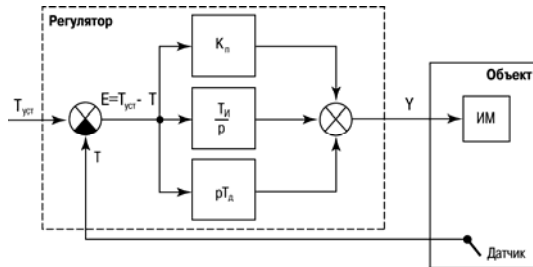 Регулятор
Kп
Объект
Tуст
E=Tуст- T
Tи
p
Y
ИМ
T
pTд
Датчик